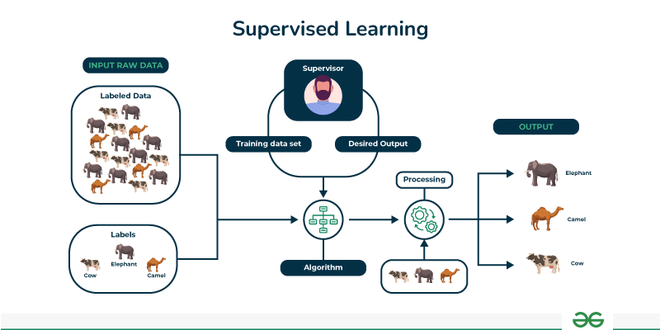 Supervised Learning
INPUT RAW DATA
Labeled Data
Labels
Cow
Elephant
Camel
Supervisor
Training data set
Desired Output
Algorithm
Processing
OUTPUT
Elephant
Camel
Cow